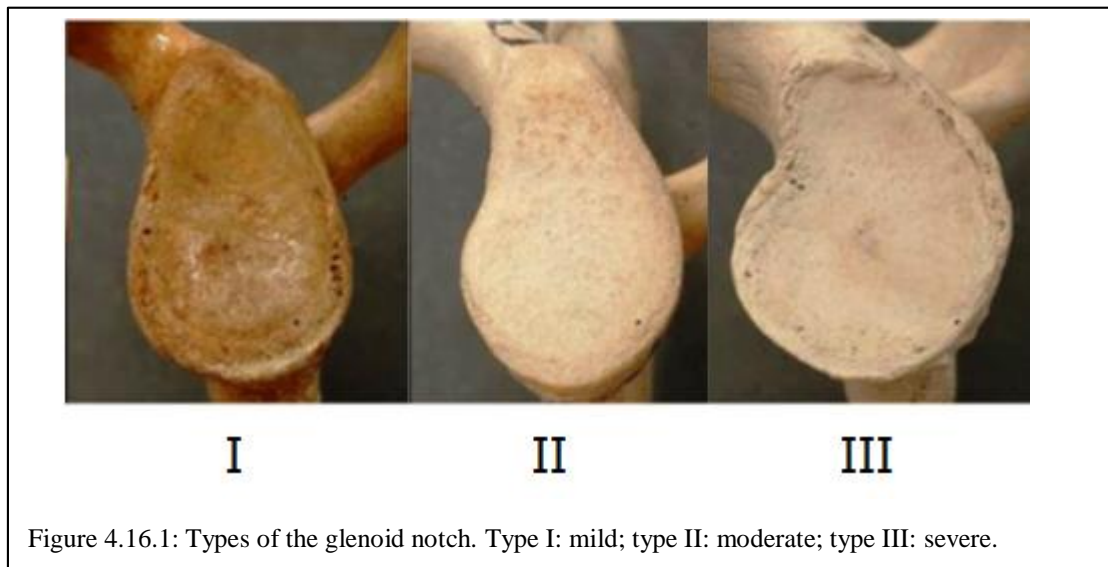 I II III
Figure 4.16.1: Types of the glenoid notch. Type I: mild; type II: moderate; type III: severe.